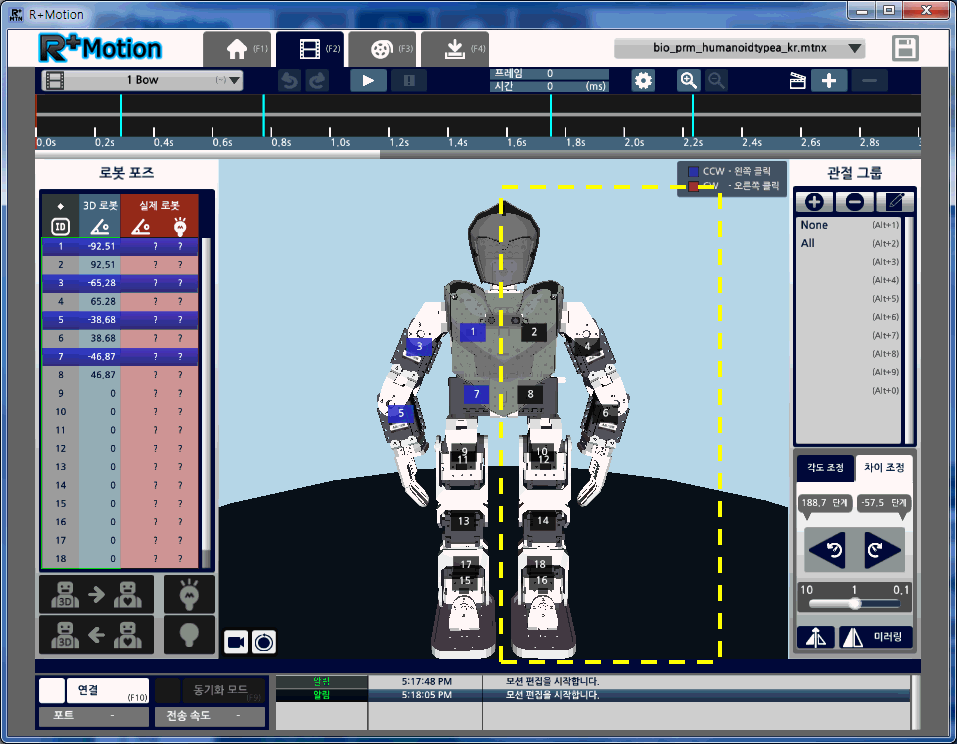 R+Motion
R+Motion
(F1)
(F2)
(F3)
(F4)
bio_prm_humanoidtypea_kr.mtnx
1 Bow
(~)
프레임 0
시간 0 (ms)
0.0s 0.2s 0.4s 0.6s 0.8s 1.0s 1.2s 1.4s 1.6s 1.8s 2.0s 2.2s 2.4s 2.6s 2.8s
로봇 포즈
CCW - 왼쪽 클릭
CW - 오른쪽 클릭
관절 그룹
3D 로봇 실제 로봇
ID
1 -92.51 ? ?
2 92.51 ? ?
3 -65.28 ? ?
4 65.28 ? ?
5 -38.68 ? ?
6 38.68 ? ?
7 -46.87 ? ?
8 46.87 ? ?
9 0 ? ?
10 0 ? ?
11 0 ? ?
12 0 ? ?
13 0 ? ?
14 0 ? ?
15 0 ? ?
16 0 ? ?
17 0 ? ?
18 0 ? ?
3D
3D
1 2
3 4
7 8
5 6
9 10
11 12
13 14
17 18
15 16
None (Alt+1)
All (Alt+2)
(Alt+3)
(Alt+4)
(Alt+5)
(Alt+6)
(Alt+7)
(Alt+8)
(Alt+9)
(Alt+0)
각도 조정 차이 조정
188.7 단계 -57.5 단계
10 1 0.1
미러링
연결 (F10)
동기화 모드 (F9)
포트 -
전송 속도 -
알림 5:17:48 PM 모션 편집을 시작합니다.
알림 5:18:05 PM 모션 편집을 시작합니다.